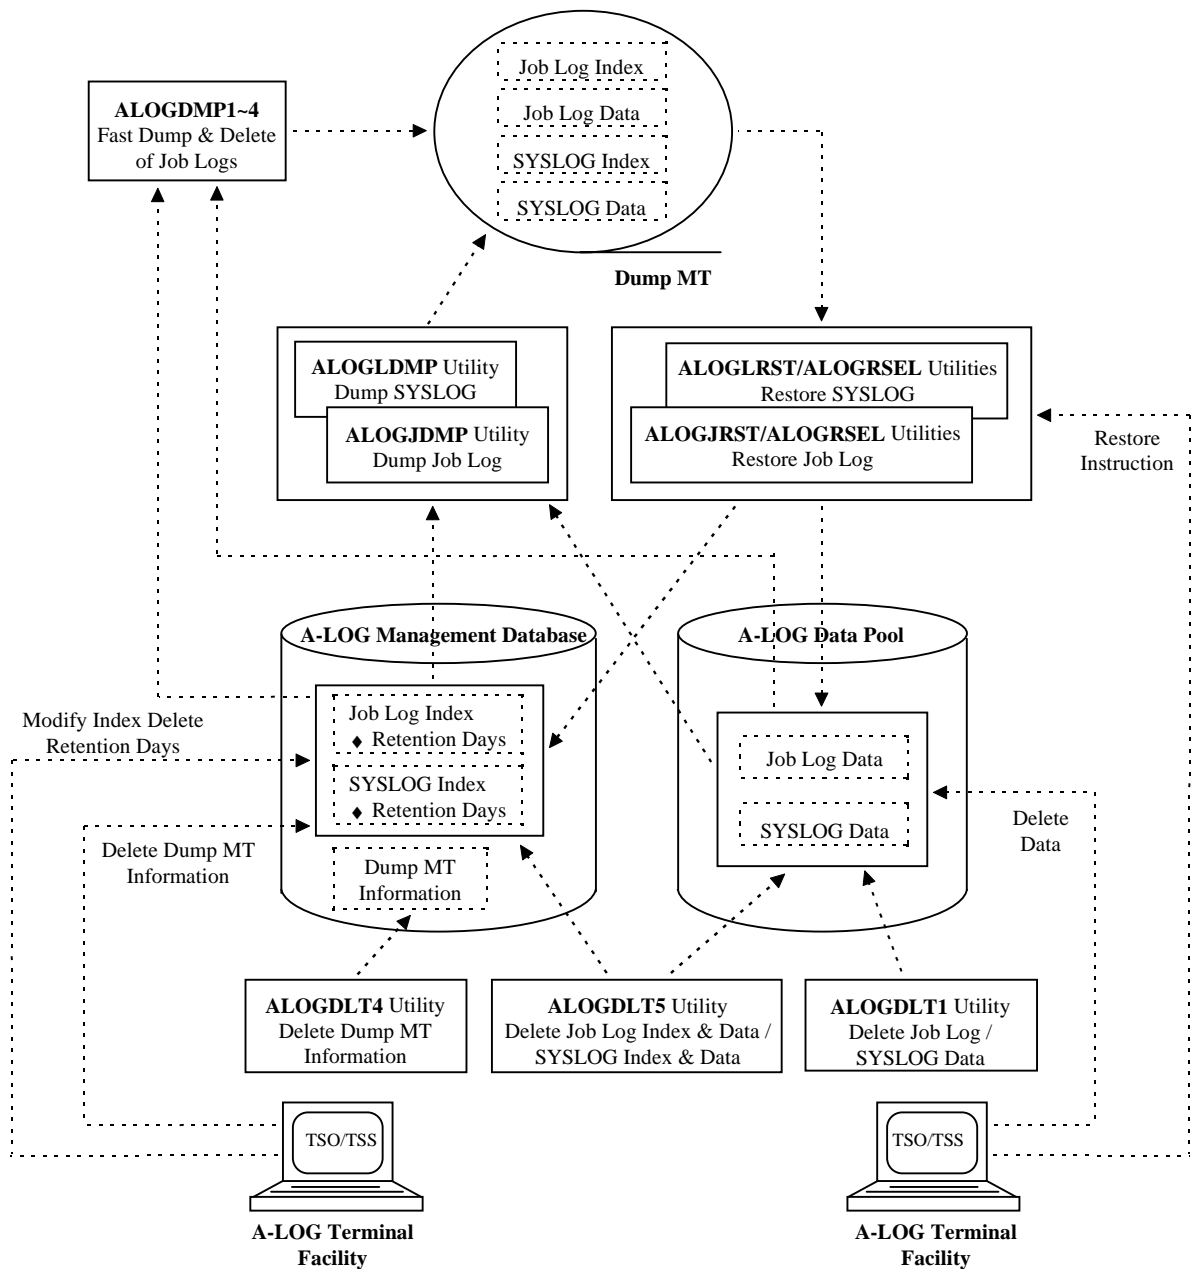 Job Log Index
Job Log Data
SYSLOG Index
SYSLOG Data
Dump MT
ALOGDMP1~4
Fast Dump & Delete
of Job Logs
ALOGLDMP Utility
Dump SYSLOG
ALOGJDMP Utility
Dump Job Log
ALOGLRST/ALOGRSEL Utilities
Restore SYSLOG
ALOGJRST/ALOGRSEL Utilities
Restore Job Log
Restore
Instruction
A-LOG Management Database
Job Log Index
♦ Retention Days
SYSLOG Index
♦ Retention Days
Dump MT
Information
A-LOG Data Pool
Job Log Data
SYSLOG Data
Modify Index Delete
Retention Days
Delete Dump MT
Information
Delete
Data
ALOGDLT4 Utility
Delete Dump MT
Information
ALOGDLT5 Utility
Delete Job Log Index & Data /
SYSLOG Index & Data
ALOGDLT1 Utility
Delete Job Log /
SYSLOG Data
TSO/TSS
A-LOG Terminal
Facility
TSO/TSS
A-LOG Terminal
Facility